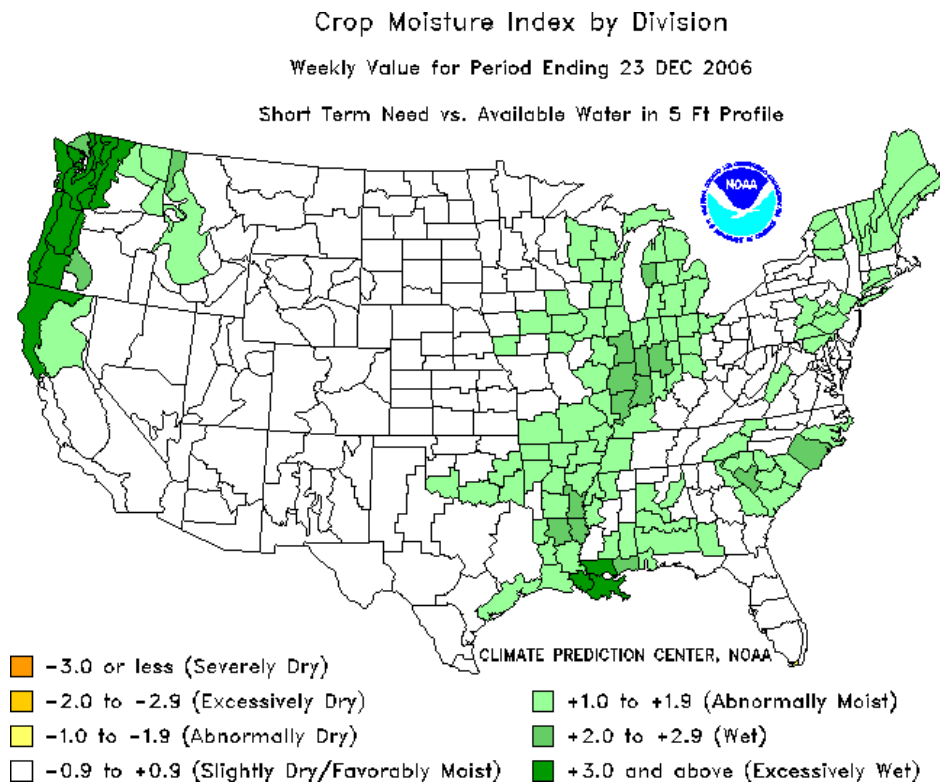 Crop Moisture Index by Division
Weekly Value for Period Ending 23 DEC 2006
Short Term Need vs. Available Water in 5 Ft Profile
NOAA
CLIMATE PREDICTION CENTER, NOAA
-3.0 or less (Severely Dry)
-2.0 to -2.9 (Excessively Dry)
-1.0 to -1.9 (Abnormally Dry)
-0.9 to +0.9 (Slightly Dry/Favorably Moist)
+1.0 to +1.9 (Abnormally Moist)
+2.0 to +2.9 (Wet)
+3.0 and above (Excessively Wet)